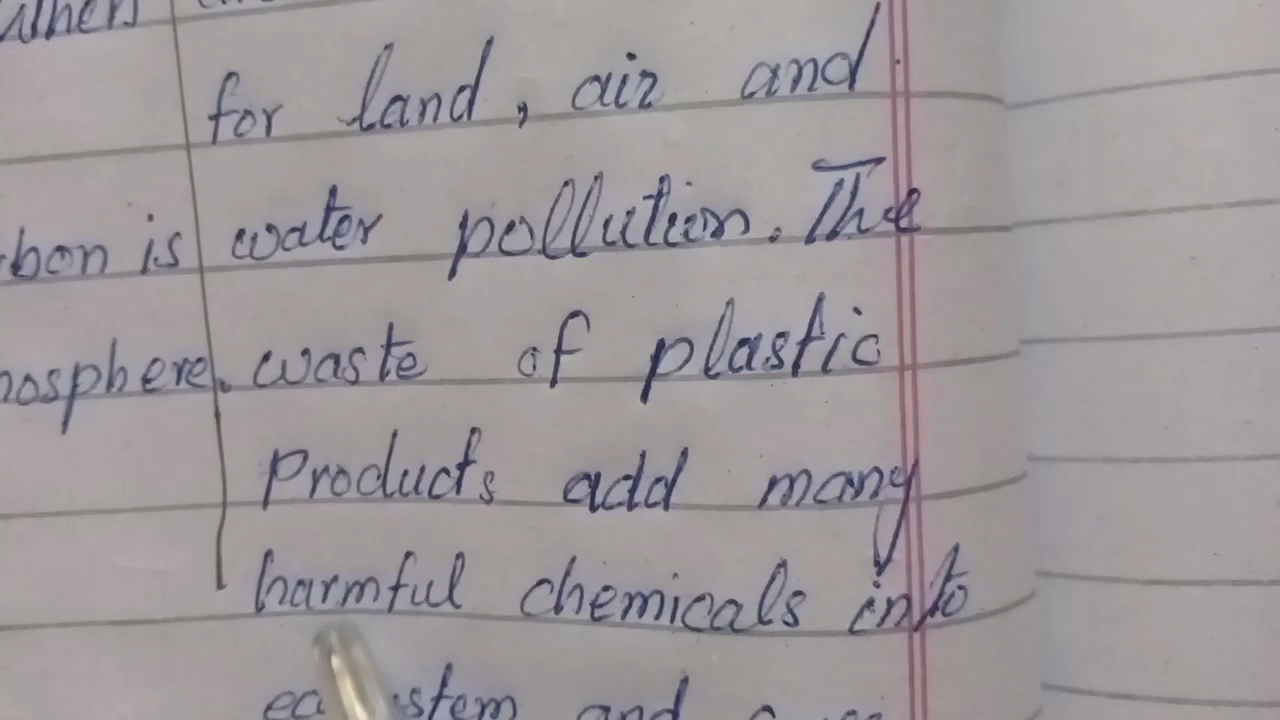 for land, air and
bon is water pollution. The
osphere. waste of plastic
Products add many
harmful chemicals into
and